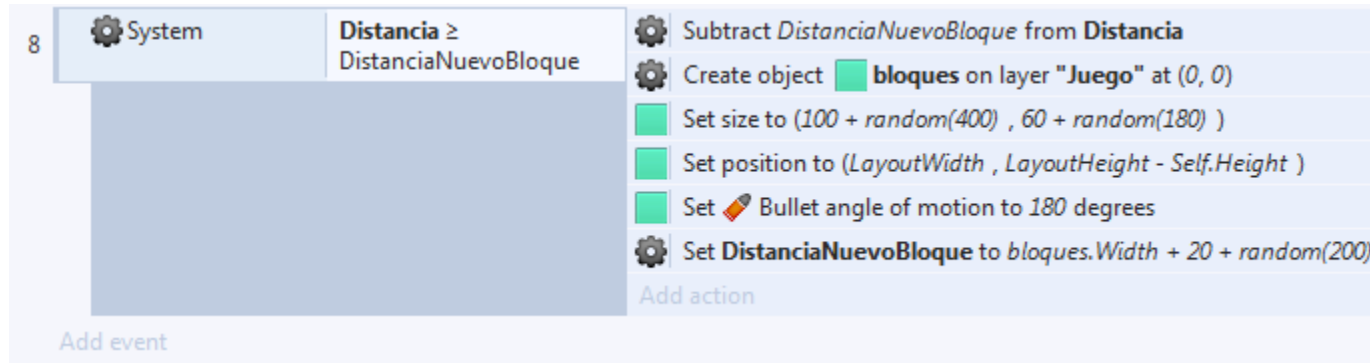 8
System
Distancia ≥
DistanciaNuevoBloque
Subtract DistanciaNuevoBloque from Distancia
Create object bloques on layer "Juego" at (0, 0)
Set size to (100 + random(400) , 60 + random(180) )
Set position to (LayoutWidth , LayoutHeight - Self.Height )
Set Bullet angle of motion to 180 degrees
Set DistanciaNuevoBloque to bloques.Width + 20 + random(200)
Add action
Add event